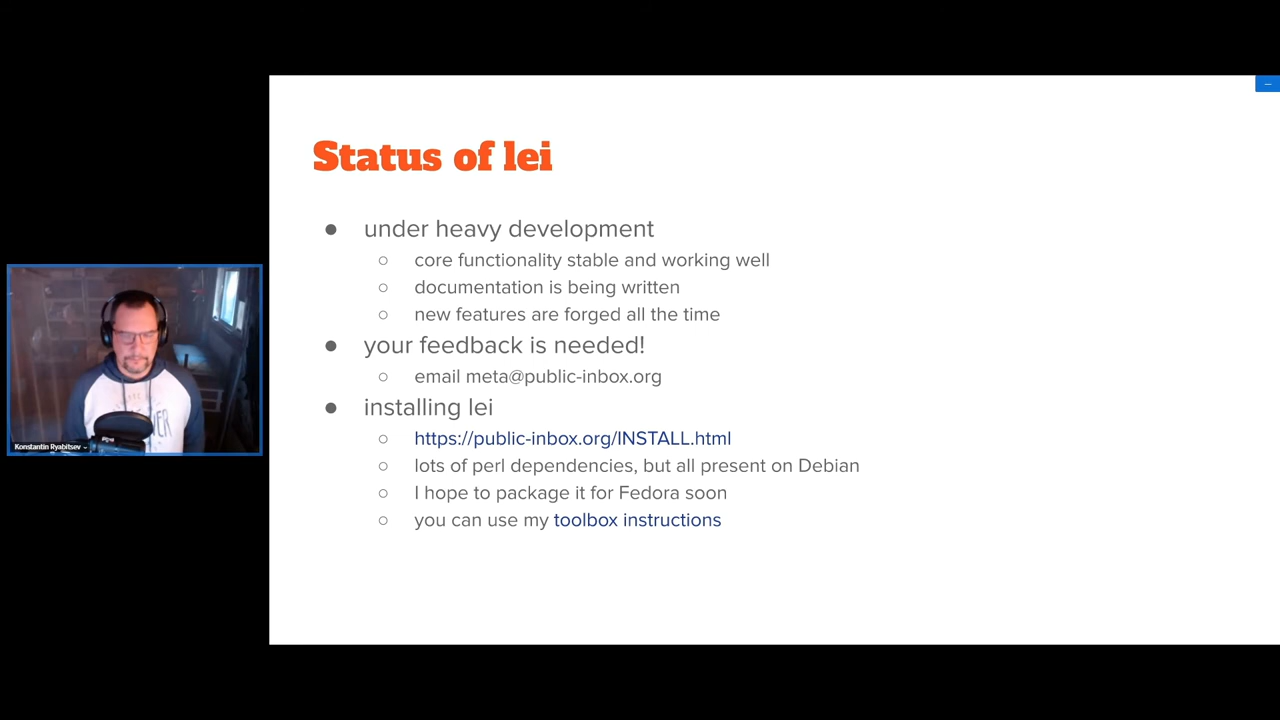 Status of lei
● under heavy development
○ core functionality stable and working well
○ documentation is being written
○ new features are forged all the time
● your feedback is needed!
○ email meta@public-inbox.org
● installing lei
○ https://public-inbox.org/INSTALL.html
○ lots of perl dependencies, but all present on Debian
○ I hope to package it for Fedora soon
○ you can use my toolbox instructions
Konstantin Ryabitsev